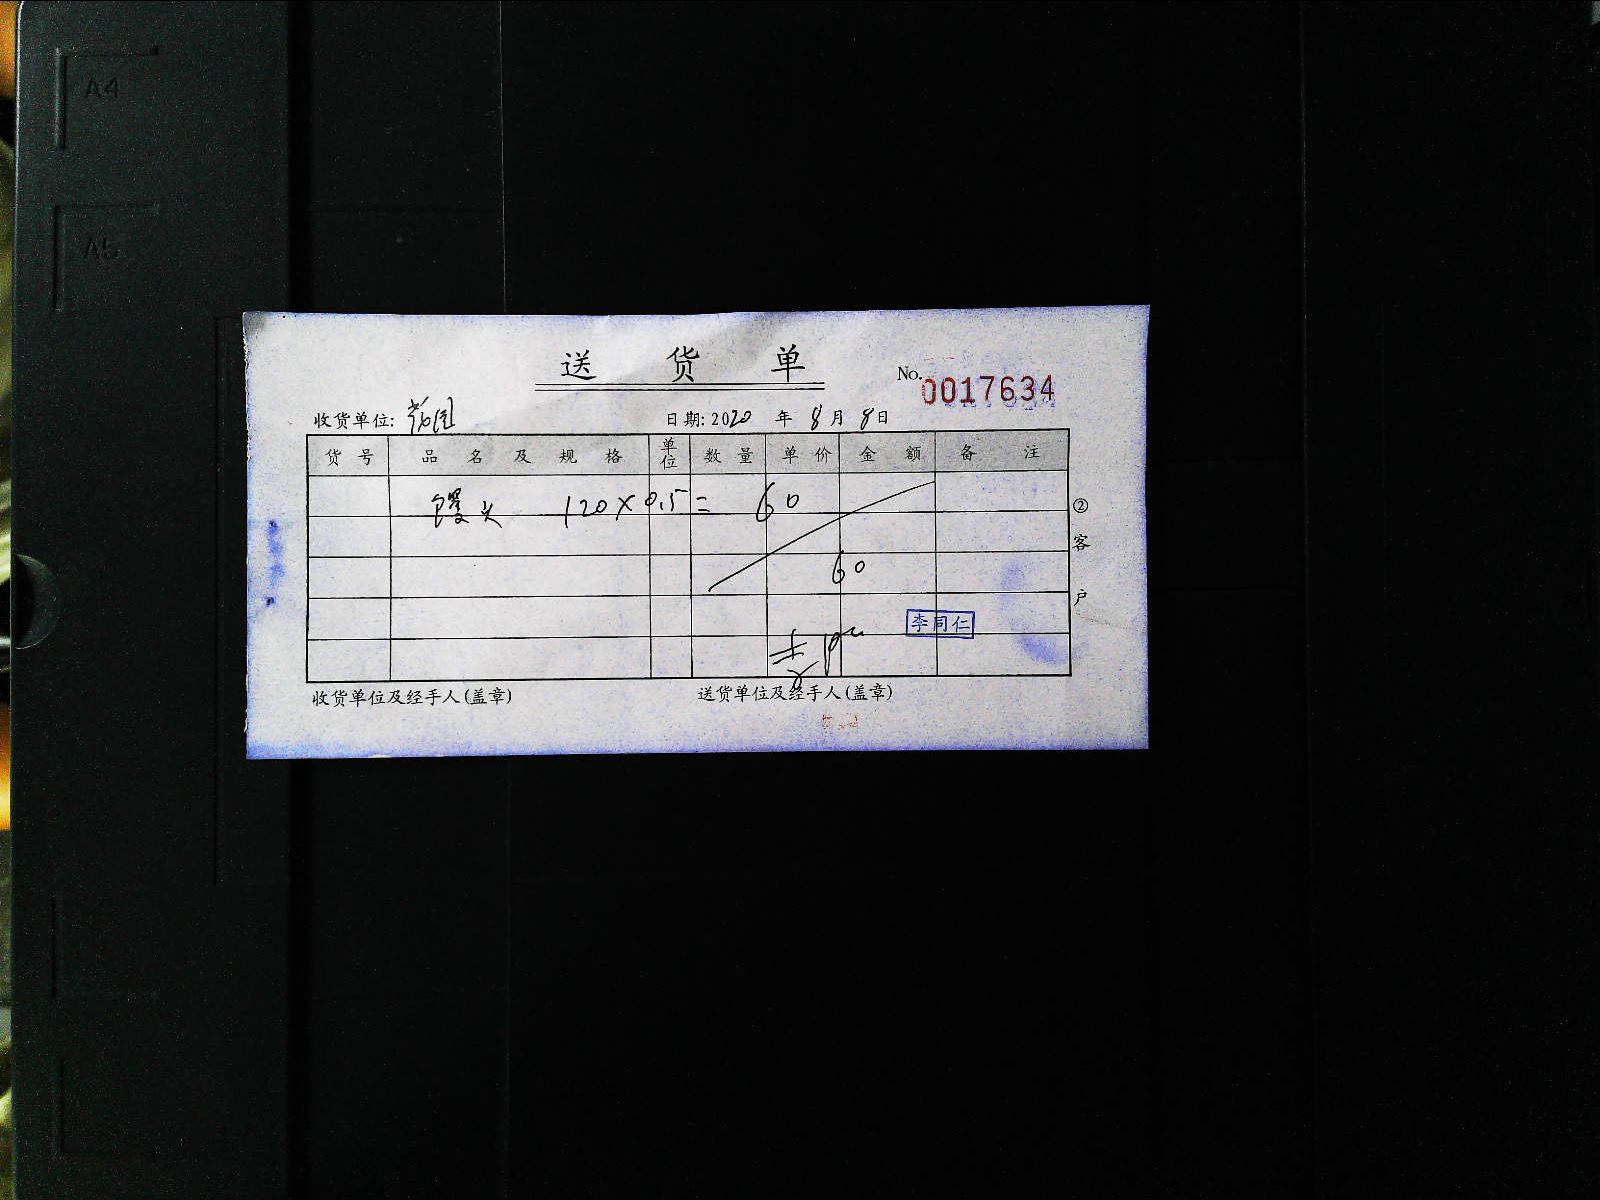 A4
A5
送 货 单
No. 0017634
收货单位:
日期: 2020 年 8 月 8 日
货 号 品 名 及 规 格 单位 数 量 单 价 金 额 备 注
馒头 120×0.5= 60
60
李同仁
②客户
收货单位及经手人(盖章) 送货单位及经手人(盖章)